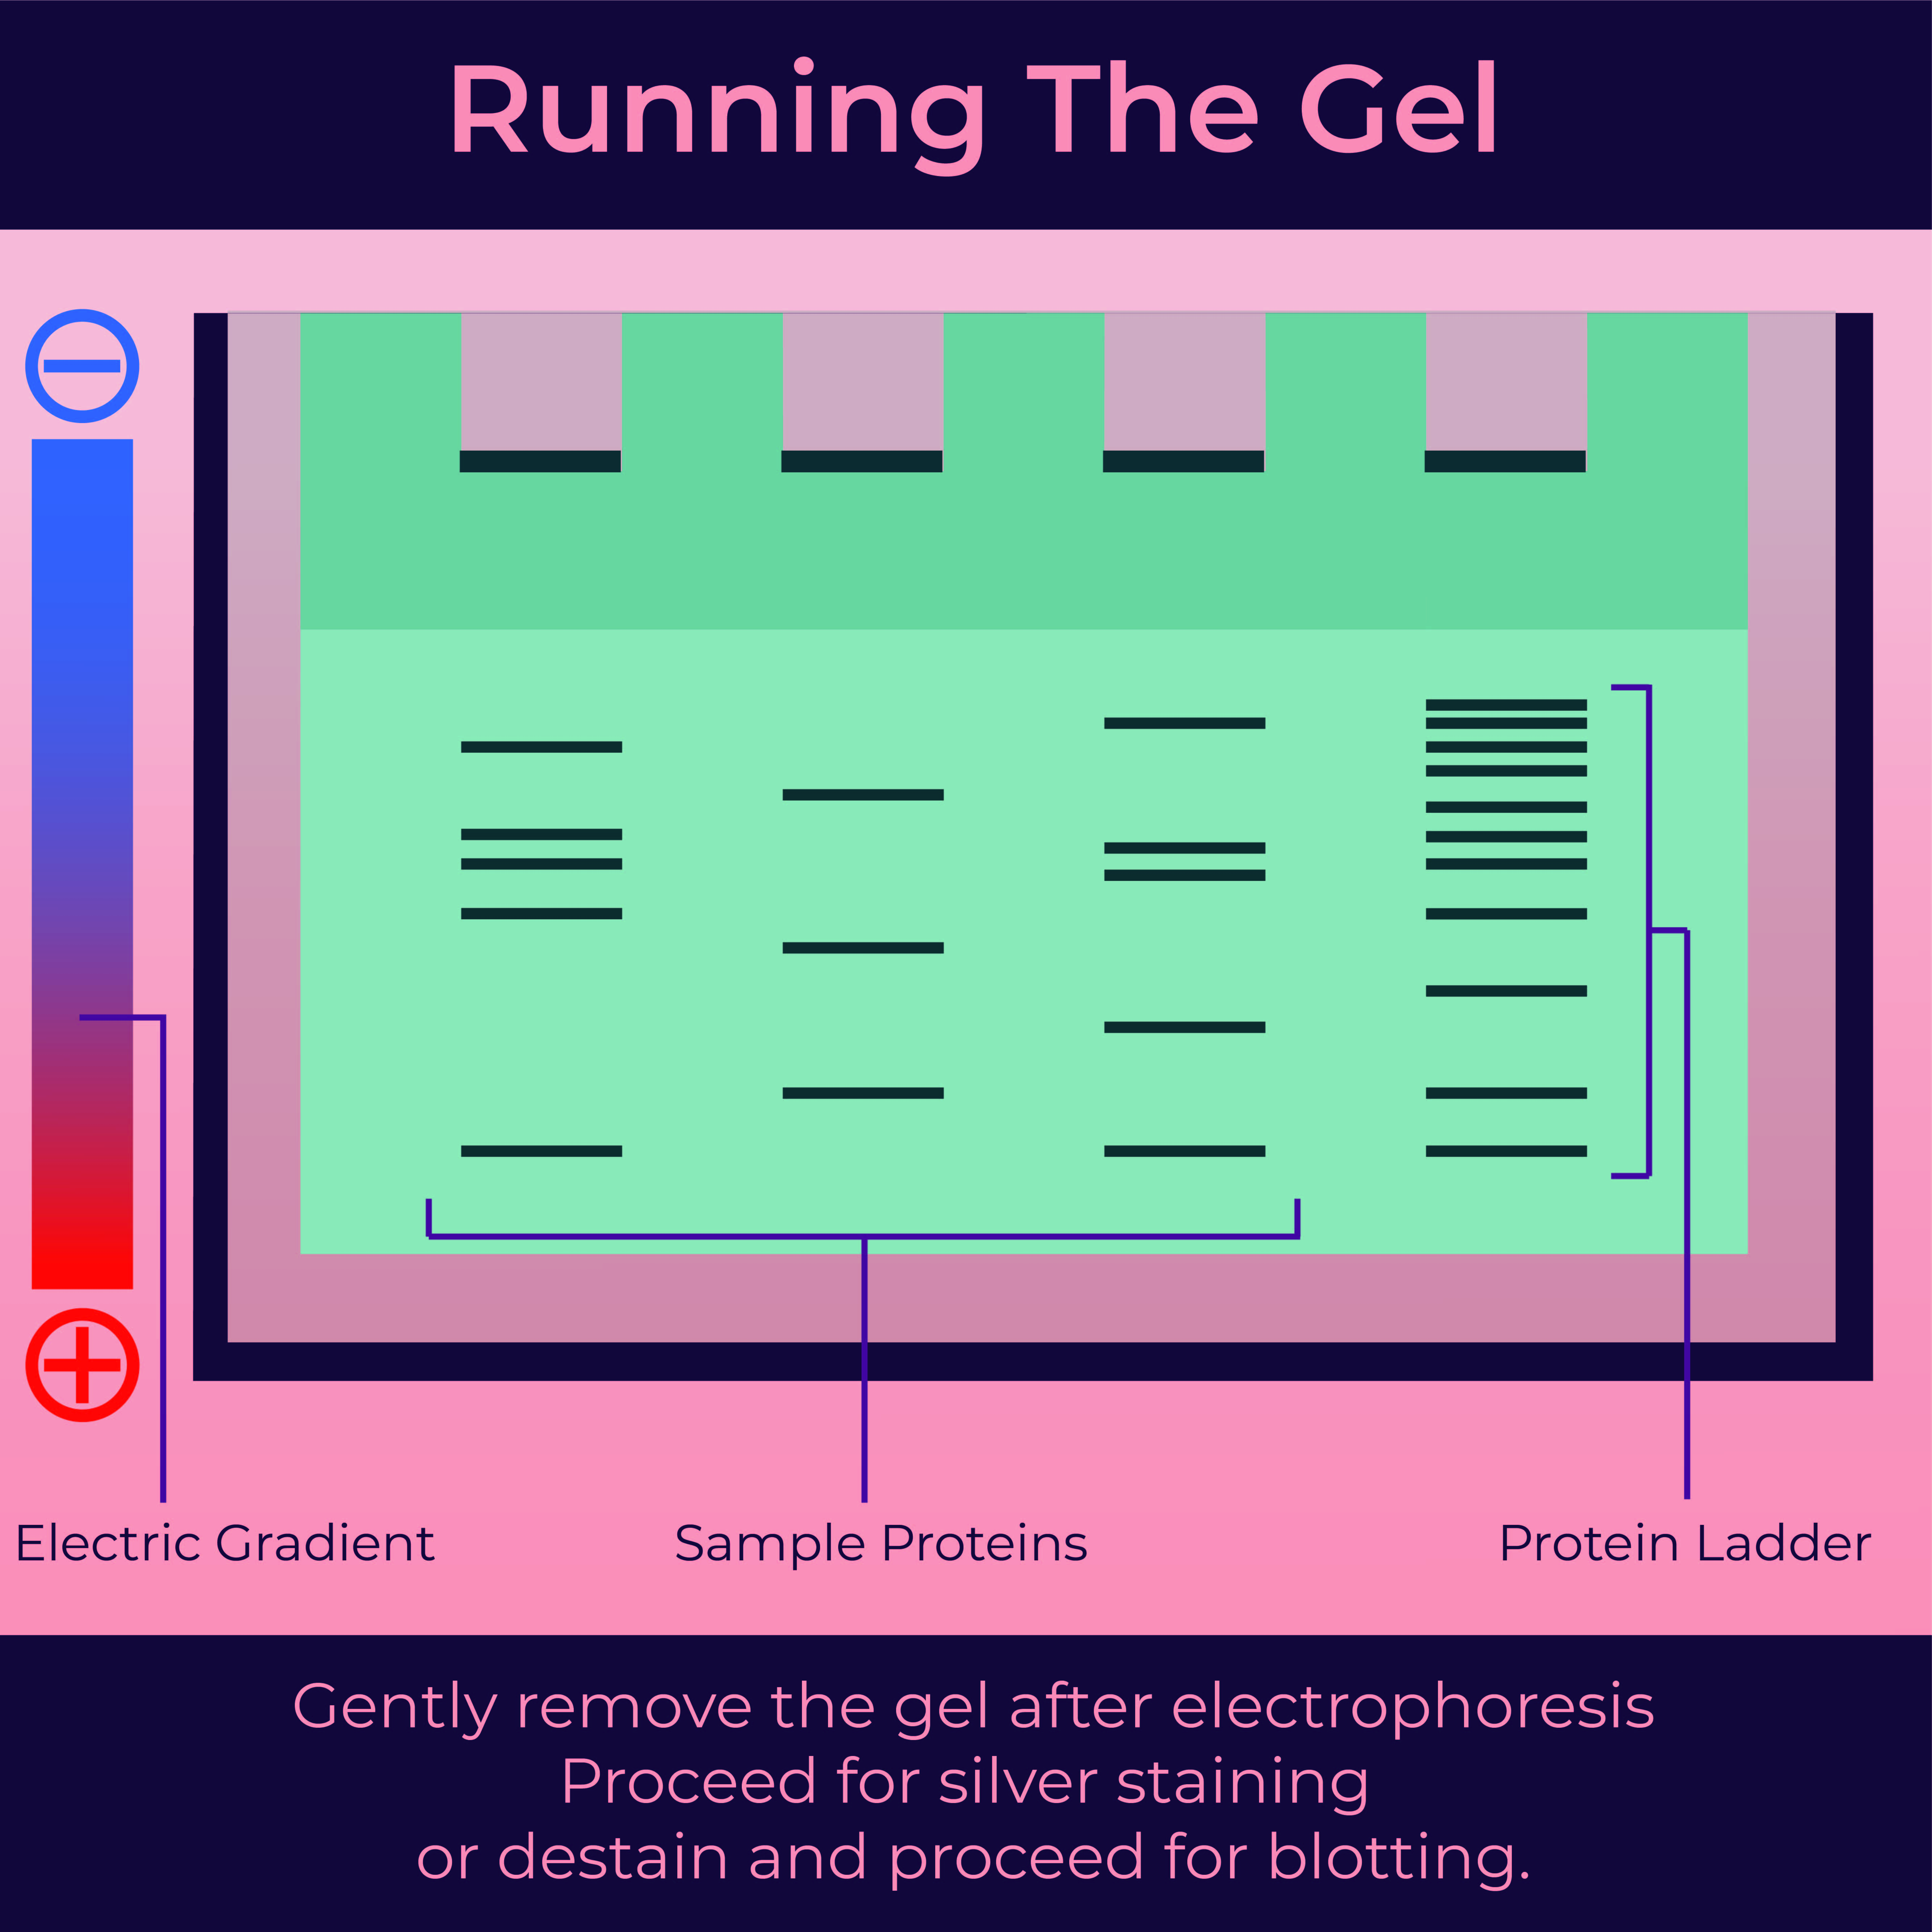 Running The Gel
Electric Gradient
Sample Proteins
Protein Ladder
Gently remove the gel after electrophoresis
Proceed for silver staining
or destain and proceed for blotting.